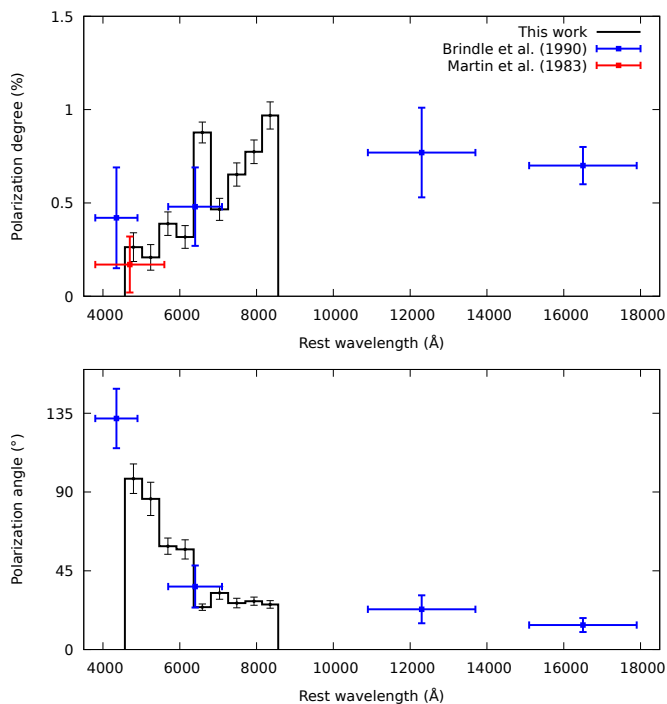 This work
Brindle et al. (1990)
Martin et al. (1983)
Polarization degree (%)
1.5
1
0.5
0
4000 6000 8000 10000 12000 14000 16000 18000
Rest wavelength (Å)
Polarization angle (°)
135
90
45
0
4000 6000 8000 10000 12000 14000 16000 18000
Rest wavelength (Å)